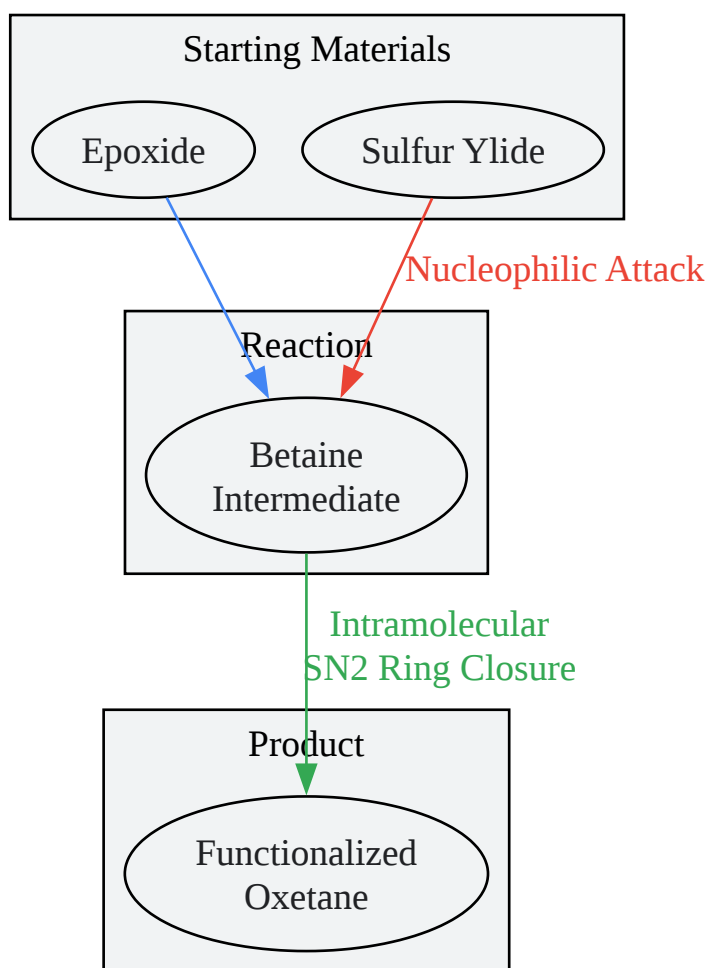 Starting Materials
Epoxide
Sulfur Ylide
Nucleophilic Attack
Reaction
Betaine
Intermediate
Intramolecular
SN2 Ring Closure
Product
Functionalized
Oxetane